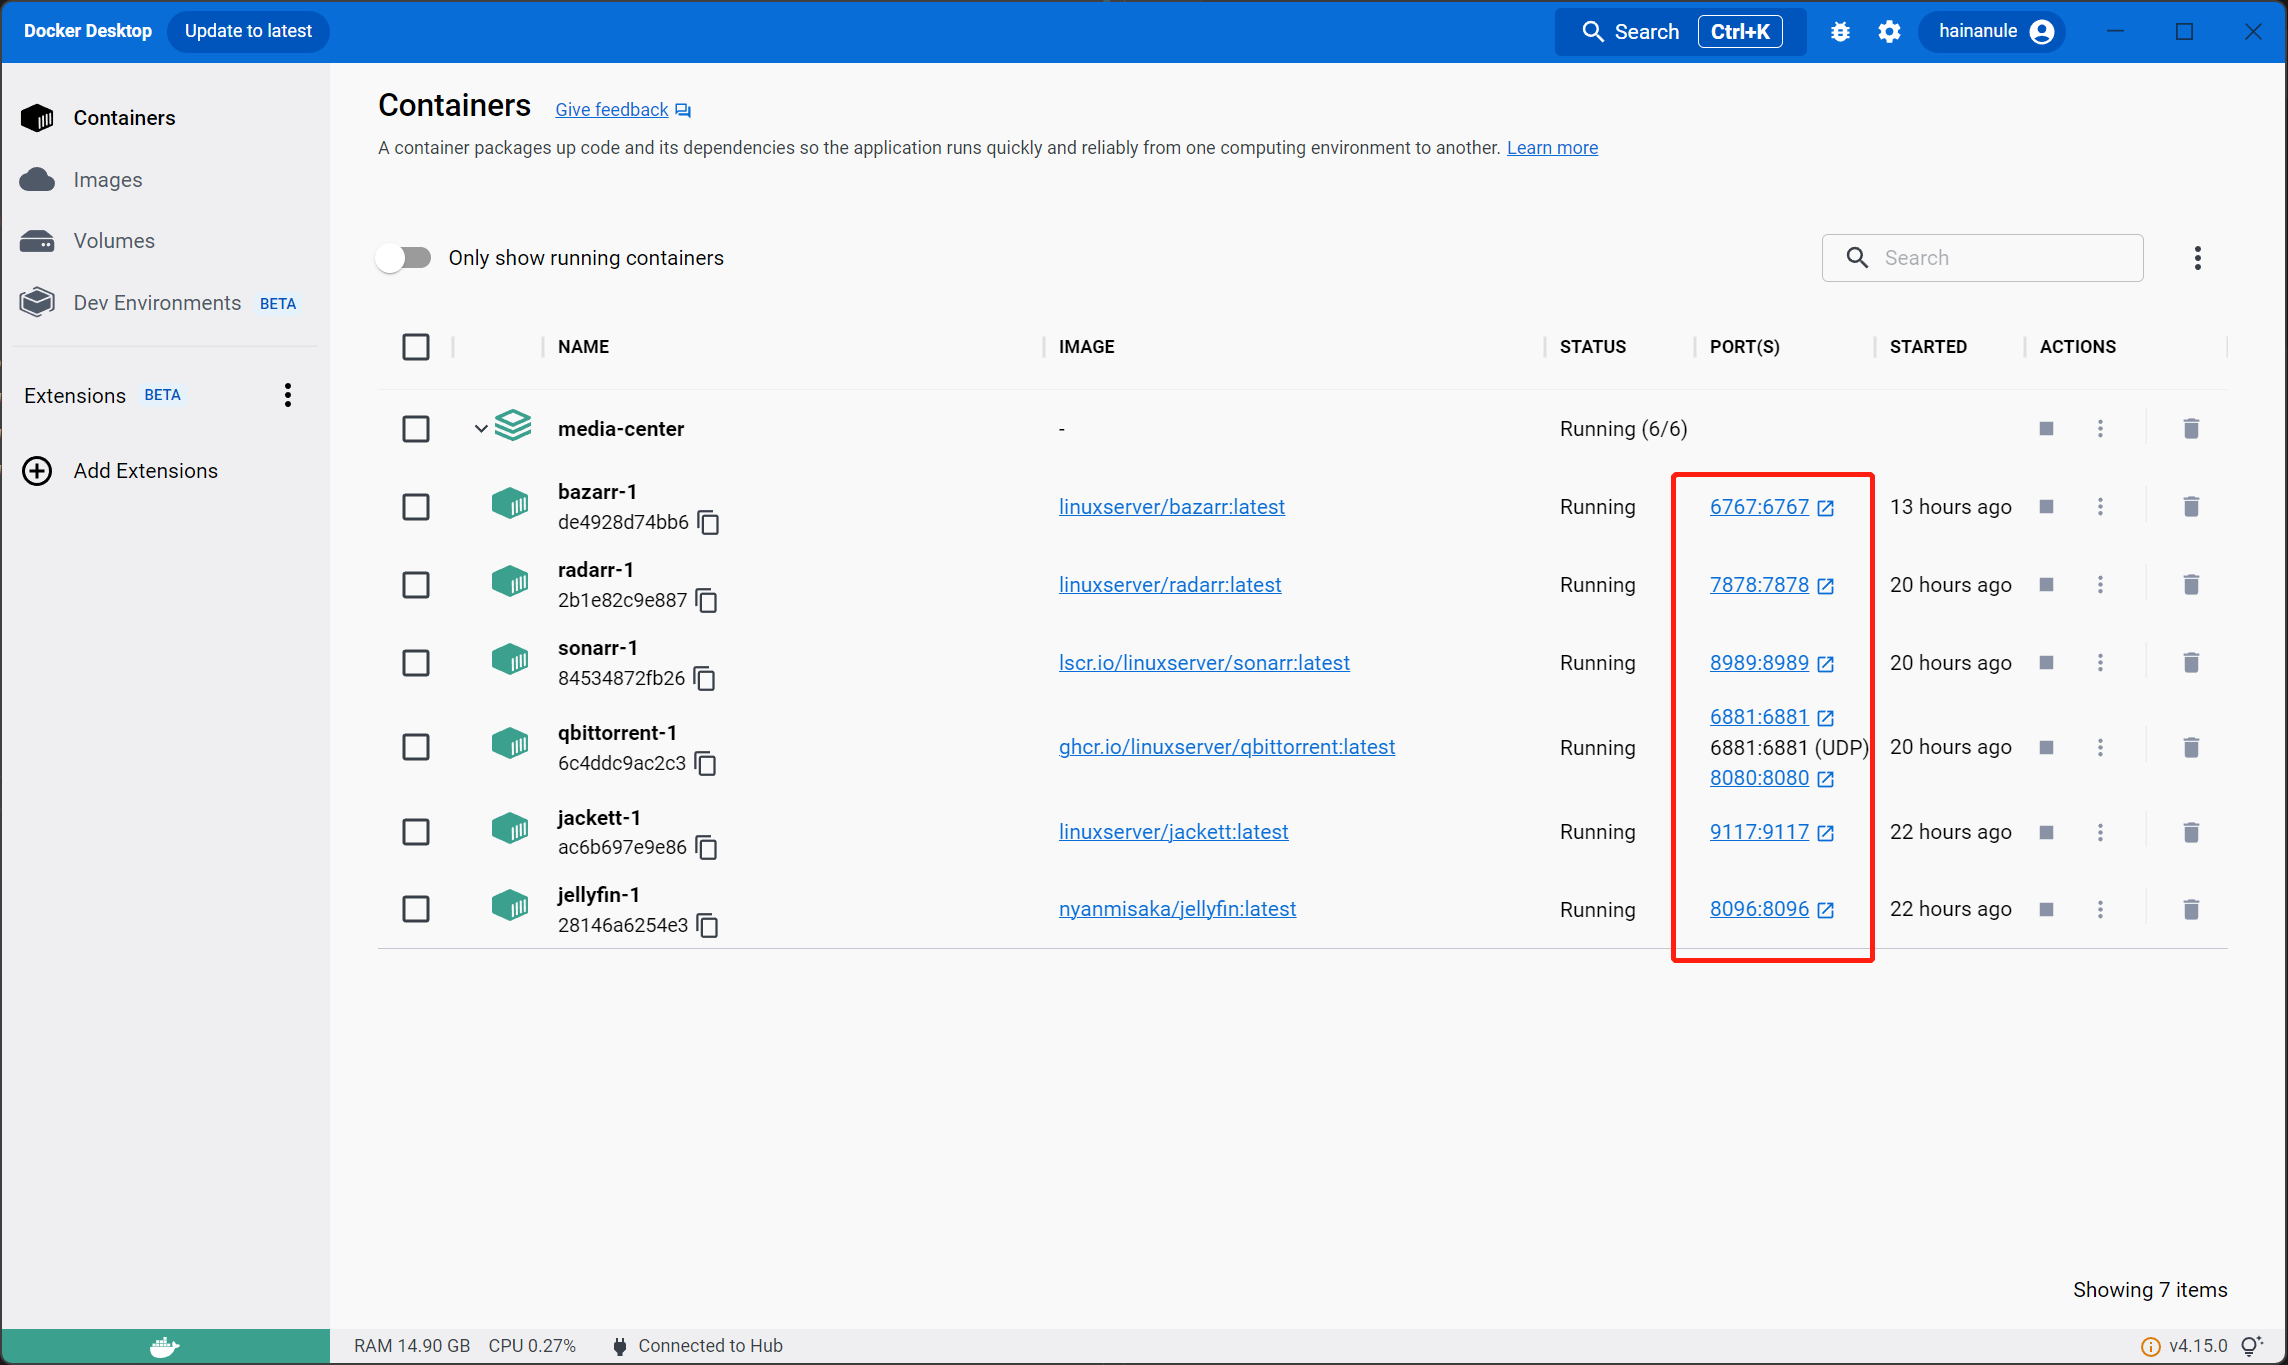 Docker Desktop Update to latest Search Ctrl+K hainanule
Containers
Images
Volumes
Dev Environments BETA
Extensions BETA
Add Extensions
Containers Give feedback
A container packages up code and its dependencies so the application runs quickly and reliably from one computing environment to another. Learn more
Only show running containers Search
NAME IMAGE STATUS PORT(S) STARTED ACTIONS
media-center - Running (6/6)
bazarr-1
de4928d74bb6 linuxserver/bazarr:latest Running 6767:6767 13 hours ago
radarr-1
2b1e82c9e887 linuxserver/radarr:latest Running 7878:7878 20 hours ago
sonarr-1
84534872fb26 lscr.io/linuxserver/sonarr:latest Running 8989:8989 20 hours ago
qbittorrent-1 6881:6881
6c4ddc9ac2c3 ghcr.io/linuxserver/qbittorrent:latest Running 6881:6881 (UDP) 20 hours ago
8080:8080
jackett-1
ac6b697e9e86 linuxserver/jackett:latest Running 9117:9117 22 hours ago
jellyfin-1
28146a6254e3 nyanmisaka/jellyfin:latest Running 8096:8096 22 hours ago
Showing 7 items
RAM 14.90 GB CPU 0.27% Connected to Hub v4.15.0